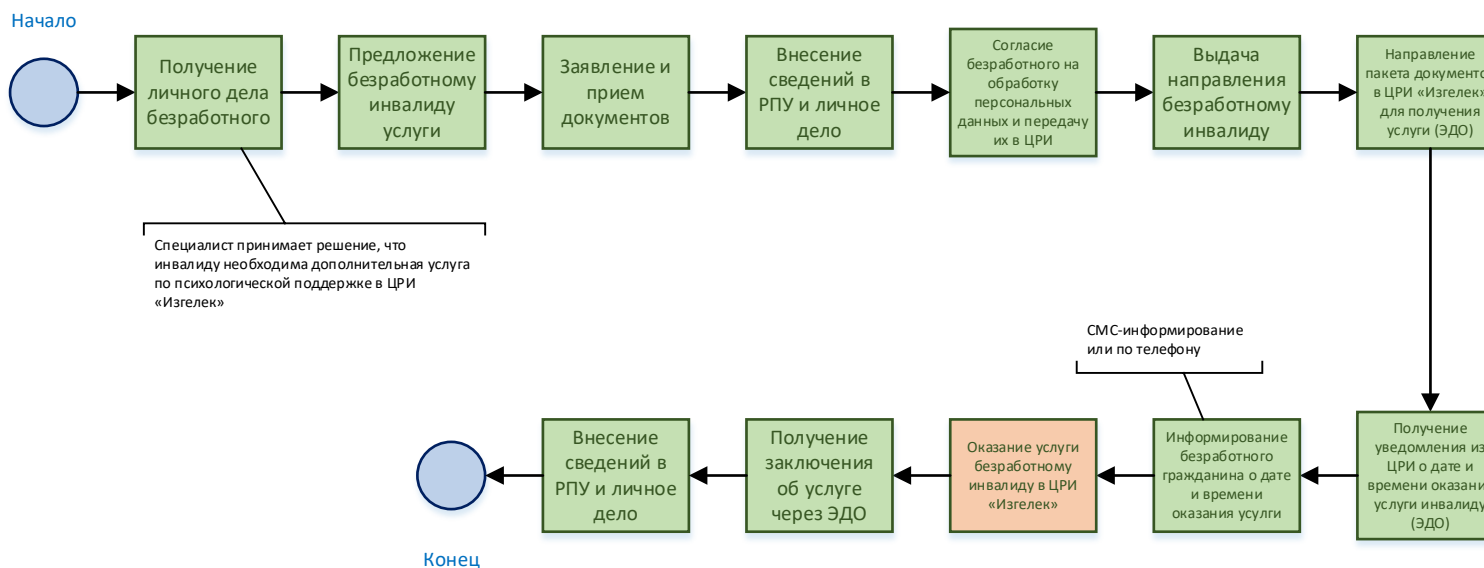 Начало
Получение
личного дела
безработного
Предложение
безработному
инвалиду
услуги
Заявление и
прием
документов
Внесение
сведений в
РПУ и личное
дело
Согласие
безработного на
обработку
персональных
данных и передачу
их в ЦРИ
Выдача
направления
безработному
инвалиду
Направление
пакета документо
в ЦРИ «Изгелек»
для получения
услуги (ЭДО)
Специалист принимает решение, что
инвалиду необходима дополнительная услуга
по психологической поддержке в ЦРИ
«Изгелек»
СМС-информирование
или по телефону
Внесение
сведений в
РПУ и личное
дело
Получение
заключения
об услуге
через ЭДО
Оказание услуги
безработному
инвалиду в ЦРИ
«Изгелек»
Информирование
безработного
гражданина о дате
и времени
оказания усулги
Получение
уведомления из
ЦРИ о дате и
времени оказани
услуги инвалиду
(ЭДО)
Конец